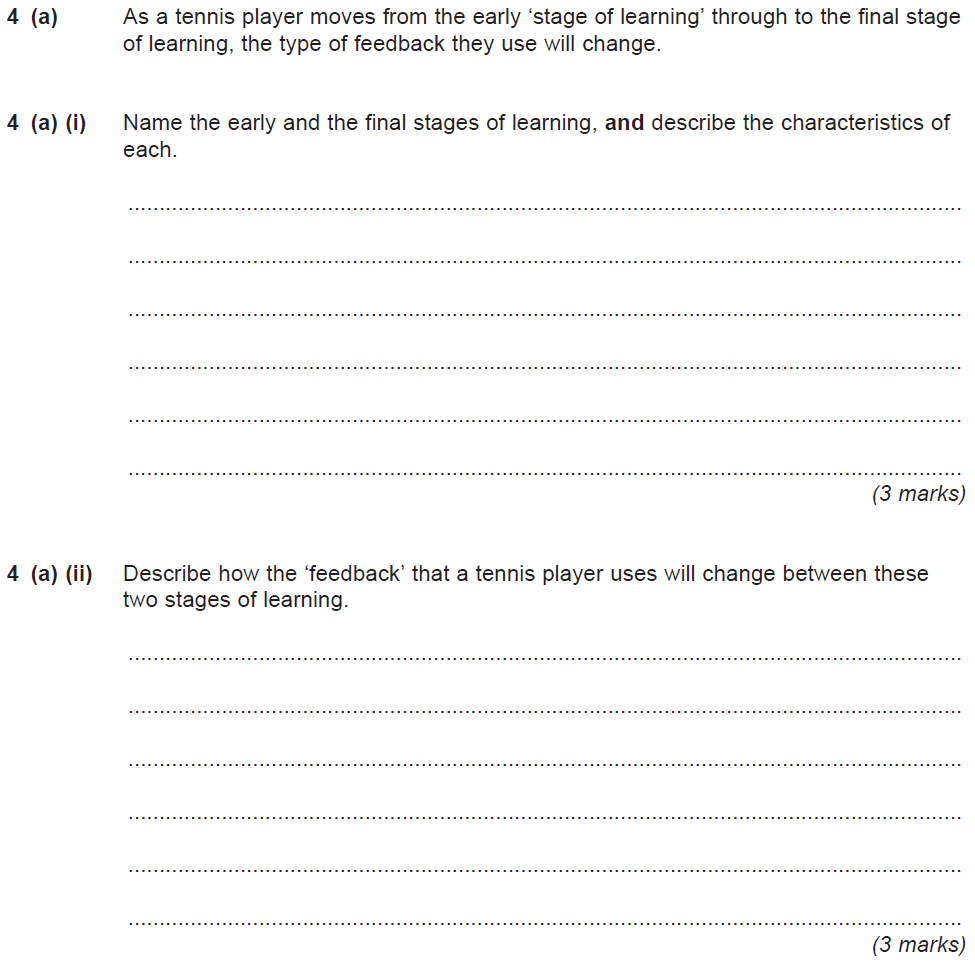 4 (a) As a tennis player moves from the early ‘stage of learning’ through to the final stage
of learning, the type of feedback they use will change.
4 (a) (i) Name the early and the final stages of learning, and describe the characteristics of
each.
(3 marks)
4 (a) (ii) Describe how the ‘feedback’ that a tennis player uses will change between these
two stages of learning.
(3 marks)